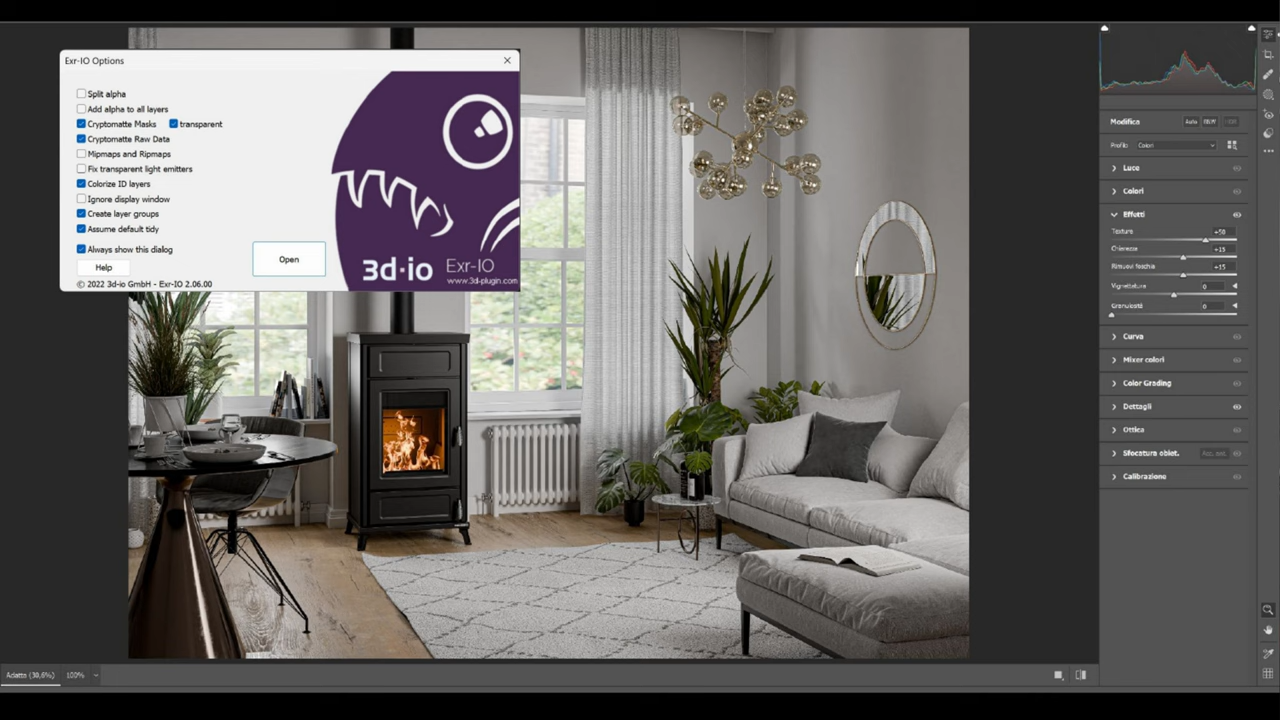 Exr-IO Options
Split alpha
Add alpha to all layers
Cryptomatte Masks transparent
Cryptomatte Raw Data
Mipmaps and Ripmaps
Fix transparent light emitters
Colorize ID layers
Ignore display window
Create layer groups
Assume default tidy
Always show this dialog
Open
Help
© 2022 3d-io GmbH - Exr-IO 2.06.00
3d·io Exr-IO
www.3d-plugin.com
Modifica Auto B&W
Profilo Colori
Luce
Colori
Effetti
Texture +50
Chiarezza +15
Rimuovi foschia +15
Vignettatura 0
Granulosità 0
Curva
Mixer colori
Color Grading
Dettagli
Ottica
Sfocatura obiet.
Calibrazione
Adatta (30,6%) 100%